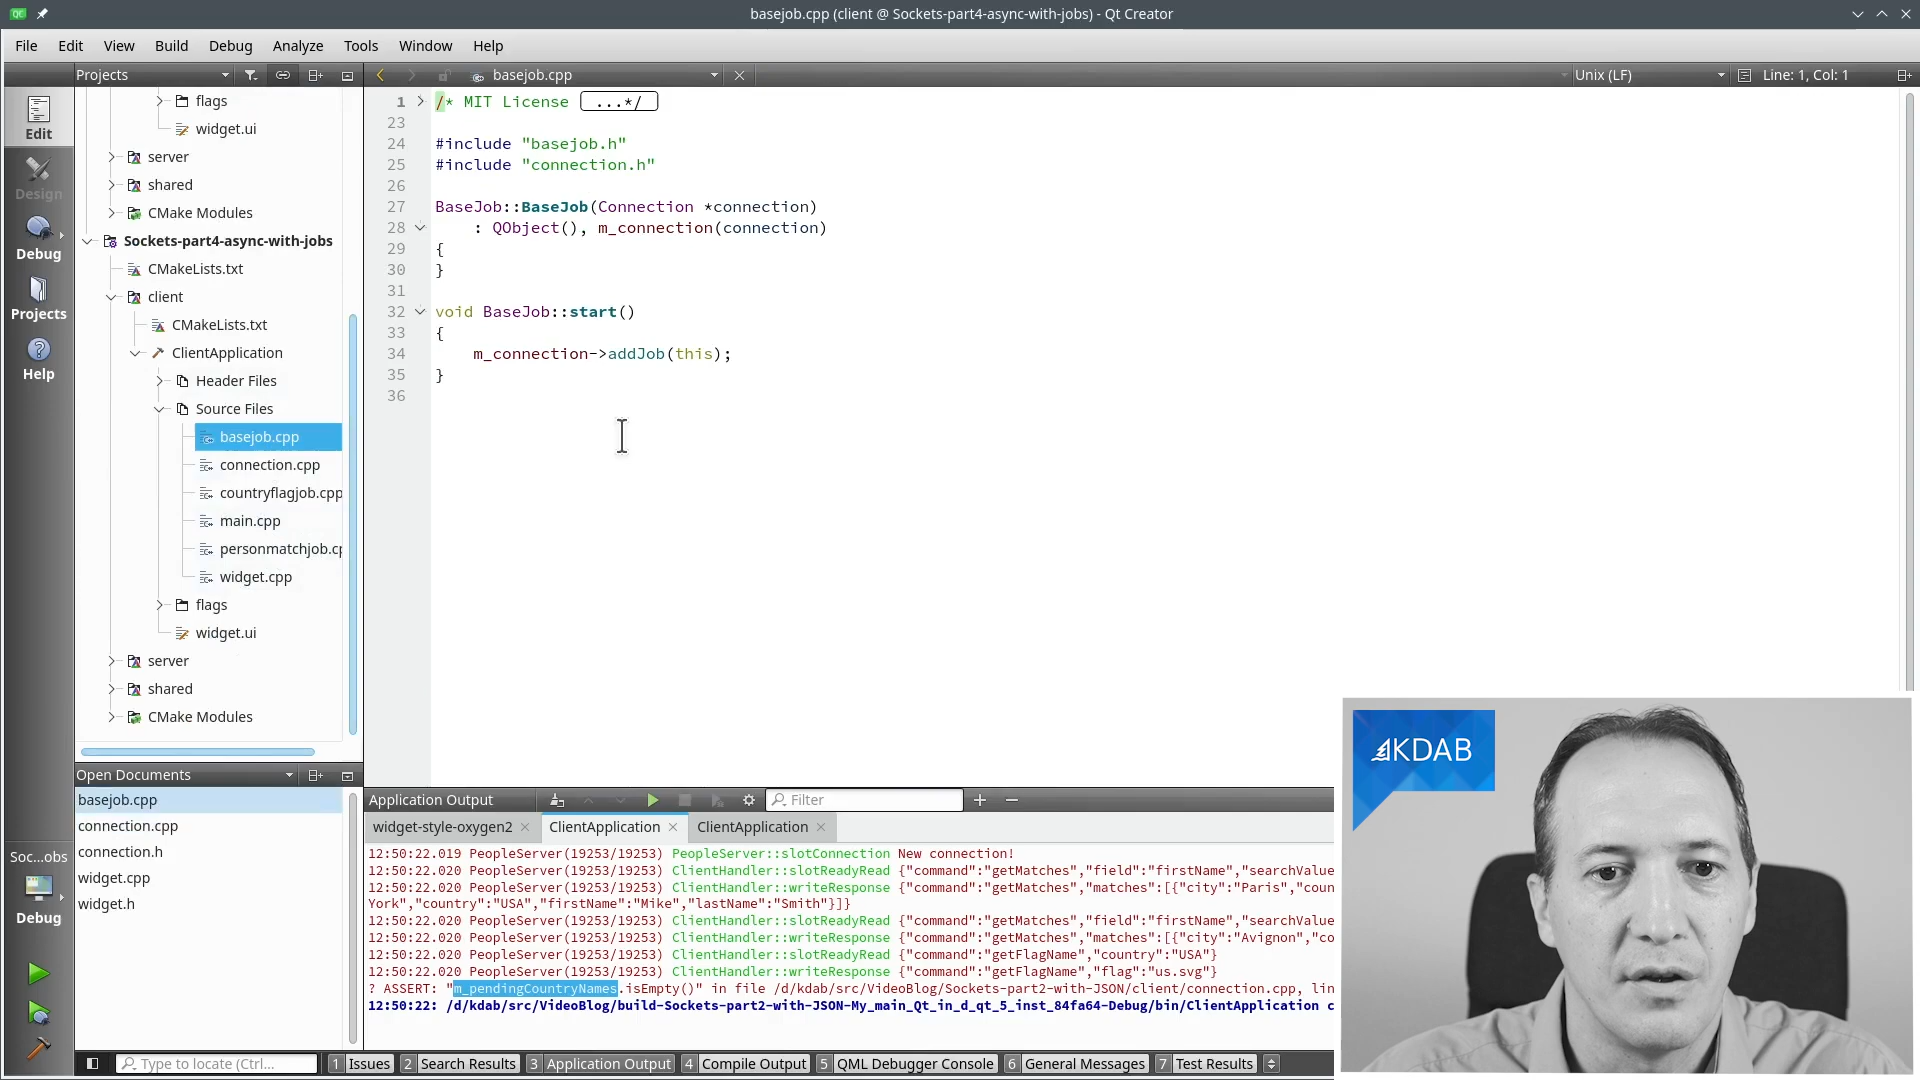 basejob.cpp (client @ Sockets-part4-async-with-jobs) - Qt Creator
File Edit View Build Debug Analyze Tools Window Help
Projects
basejob.cpp
Unix (LF)
Line: 1, Col: 1
Edit
Design
Debug
Projects
Help
flags
widget.ui
server
shared
CMake Modules
Sockets-part4-async-with-jobs
CMakeLists.txt
client
CMakeLists.txt
ClientApplication
Header Files
Source Files
basejob.cpp
connection.cpp
countryflagjob.cpp
main.cpp
personmatchjob.cp
widget.cpp
flags
widget.ui
server
shared
CMake Modules
1 /* MIT License ...*/
23
24 #include "basejob.h"
25 #include "connection.h"
26
27 BaseJob::BaseJob(Connection *connection)
28 : QObject(), m_connection(connection)
29 {
30 }
31
32 void BaseJob::start()
33 {
34 m_connection->addJob(this);
35 }
36
Open Documents
basejob.cpp
connection.cpp
connection.h
widget.cpp
widget.h
Soc...obs
Debug
Application Output
Filter
widget-style-oxygen2
ClientApplication
ClientApplication
12:50:22.019 PeopleServer(19253/19253) PeopleServer::slotConnection New connection!
12:50:22.020 PeopleServer(19253/19253) ClientHandler::slotReadyRead {"command":"getMatches","field":"firstName","searchValue
12:50:22.020 PeopleServer(19253/19253) ClientHandler::writeResponse {"command":"getMatches","matches":[{"city":"Paris","coun
York","country":"USA","firstName":"Mike","lastName":"Smith"}]}
12:50:22.020 PeopleServer(19253/19253) ClientHandler::slotReadyRead {"command":"getMatches","field":"firstName","searchValue
12:50:22.020 PeopleServer(19253/19253) ClientHandler::writeResponse {"command":"getMatches","matches":[{"city":"Avignon","co
12:50:22.020 PeopleServer(19253/19253) ClientHandler::slotReadyRead {"command":"getFlagName","country":"USA"}
12:50:22.020 PeopleServer(19253/19253) ClientHandler::writeResponse {"command":"getFlagName","flag":"us.svg"}
? ASSERT: "m_pendingCountryNames.isEmpty()" in file /d/kdab/src/VideoBlog/Sockets-part2-with-JSON/client/connection.cpp, lin
12:50:22: /d/kdab/src/VideoBlog/build-Sockets-part2-with-JSON-My_main_Qt_in_d_qt_5_inst_84fa64-Debug/bin/ClientApplication c
Type to locate (Ctrl...
1 Issues 2 Search Results 3 Application Output 4 Compile Output 5 QML Debugger Console 6 General Messages 7 Test Results
KDAB